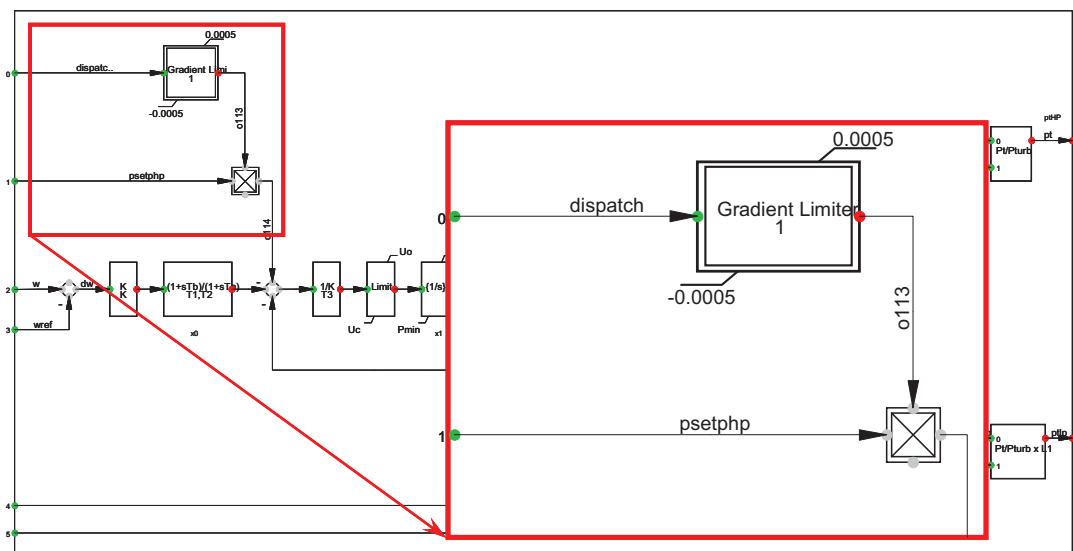 0.0005
0
dispatc..
Gradient Limi
1
-0.0005
o113
1
psetphp
o114
0.0005
0
dispatch
Gradient Limiter
1
-0.0005
o113
1
psetphp
ptHP
0
Pt/Pturb
pt
1
Uo
2
w
dw
K
K
(1+sTb)/(1+sTa)
T1,T2
1/K
T3
Limit
(1/s)
-
-
-
3
wref
x0
Uc
Pmin
x1
0
Pt/Pturb x L1
ptlp
1
4
5